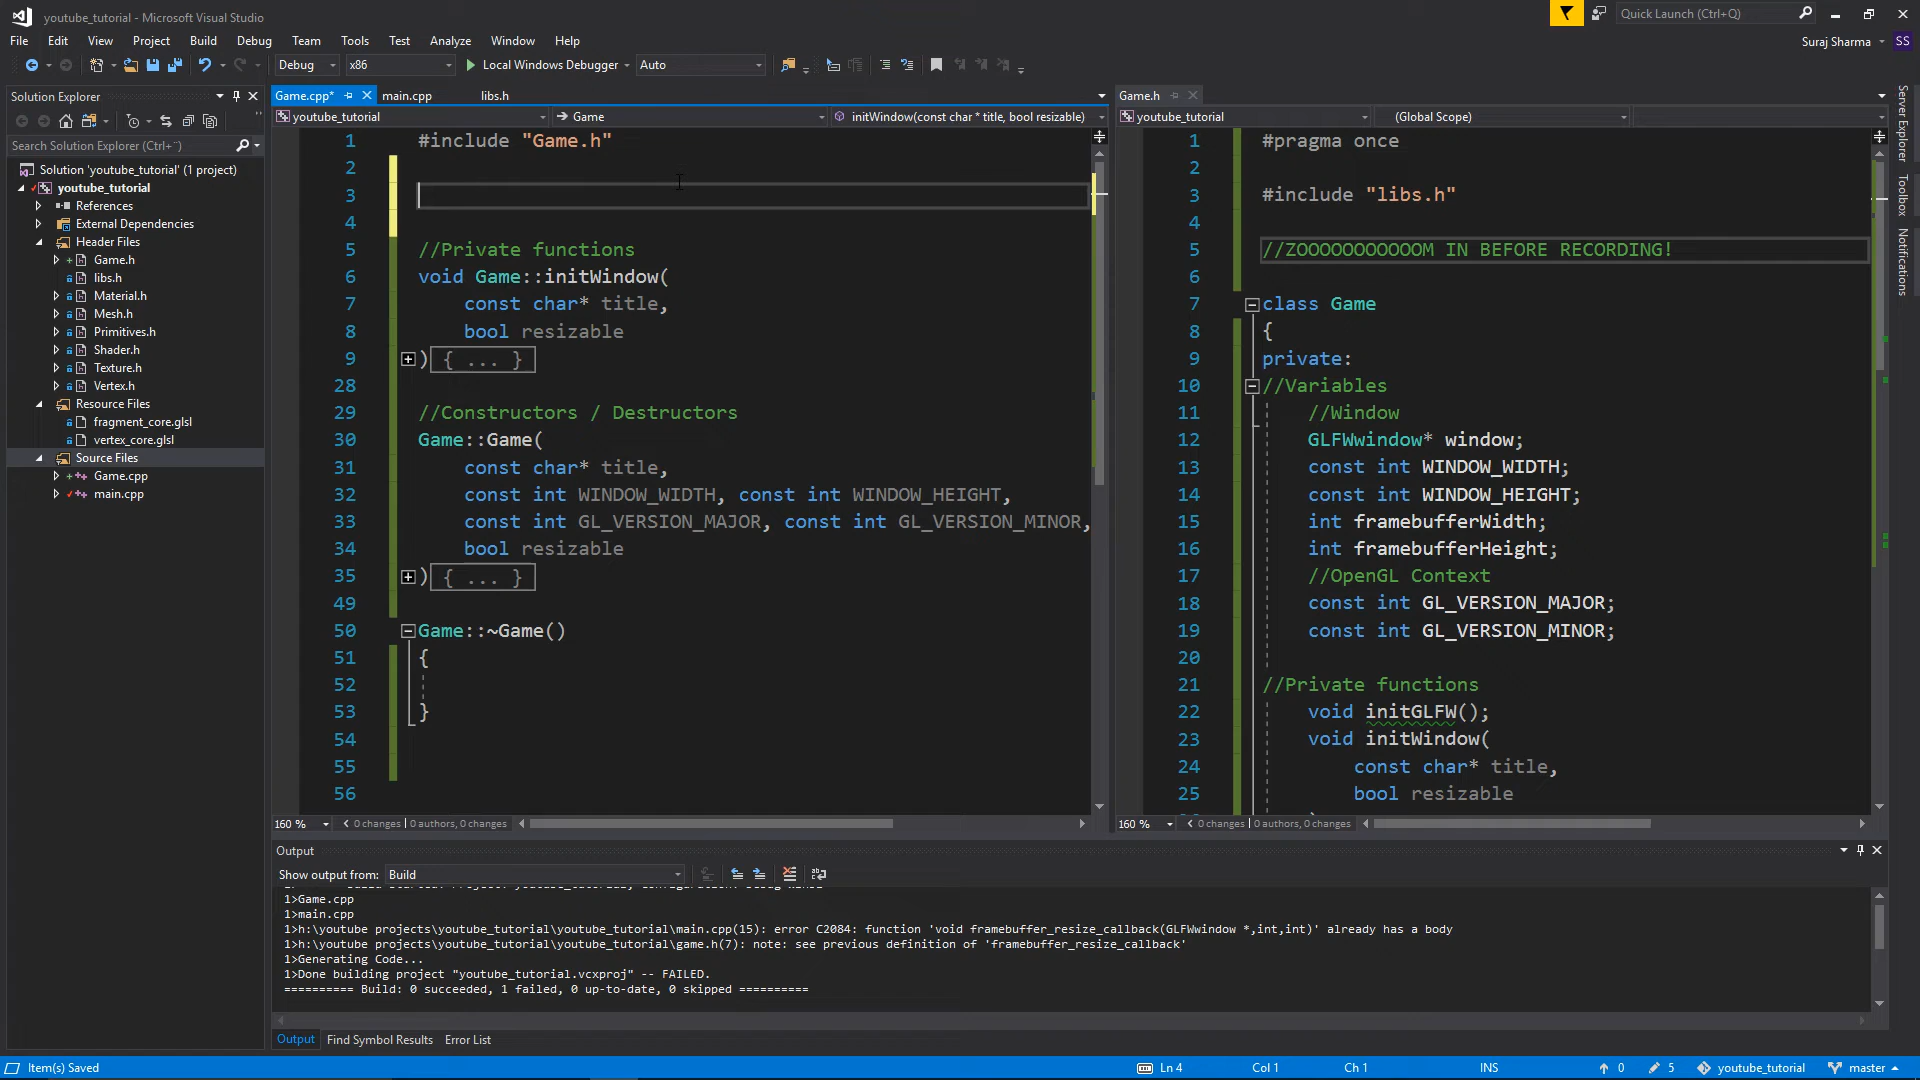 youtube_tutorial - Microsoft Visual Studio
Quick Launch (Ctrl+Q)
File Edit View Project Build Debug Team Tools Test Analyze Window Help
Suraj Sharma SS
Debug x86 Local Windows Debugger Auto
Solution Explorer
Search Solution Explorer (Ctrl+¨)
Solution 'youtube_tutorial' (1 project)
youtube_tutorial
References
External Dependencies
Header Files
Game.h
libs.h
Material.h
Mesh.h
Primitives.h
Shader.h
Texture.h
Vertex.h
Resource Files
fragment_core.glsl
vertex_core.glsl
Source Files
Game.cpp
main.cpp
Game.cpp* main.cpp libs.h
youtube_tutorial Game initWindow(const char * title, bool resizable)
1 #include "Game.h"
2
3
4
5 //Private functions
6 void Game::initWindow(
7 const char* title,
8 bool resizable
9 ) { ... }
28
29 //Constructors / Destructors
30 Game::Game(
31 const char* title,
32 const int WINDOW_WIDTH, const int WINDOW_HEIGHT,
33 const int GL_VERSION_MAJOR, const int GL_VERSION_MINOR,
34 bool resizable
35 ) { ... }
49
50 Game::~Game()
51 {
52
53 }
54
55
56
160 % 0 changes | 0 authors, 0 changes
Game.h
youtube_tutorial (Global Scope)
1 #pragma once
2
3 #include "libs.h"
4
5 //ZOOOOOOOOOOOM IN BEFORE RECORDING!
6
7 class Game
8 {
9 private:
10 //Variables
11 //Window
12 GLFWwindow* window;
13 const int WINDOW_WIDTH;
14 const int WINDOW_HEIGHT;
15 int framebufferWidth;
16 int framebufferHeight;
17 //OpenGL Context
18 const int GL_VERSION_MAJOR;
19 const int GL_VERSION_MINOR;
20
21 //Private functions
22 void initGLFW();
23 void initWindow(
24 const char* title,
25 bool resizable
160 % 0 changes | 0 authors, 0 changes
Server Explorer
Toolbox
Notifications
Output
Show output from: Build
1>Game.cpp
1>main.cpp
1>h:\youtube projects\youtube_tutorial\youtube_tutorial\main.cpp(15): error C2084: function 'void framebuffer_resize_callback(GLFWwindow *,int,int)' already has a body
1>h:\youtube projects\youtube_tutorial\youtube_tutorial\game.h(7): note: see previous definition of 'framebuffer_resize_callback'
1>Generating Code...
1>Done building project "youtube_tutorial.vcxproj" -- FAILED.
========== Build: 0 succeeded, 1 failed, 0 up-to-date, 0 skipped ==========
Output Find Symbol Results Error List
Item(s) Saved Ln 4 Col 1 Ch 1 INS 0 5 youtube_tutorial master